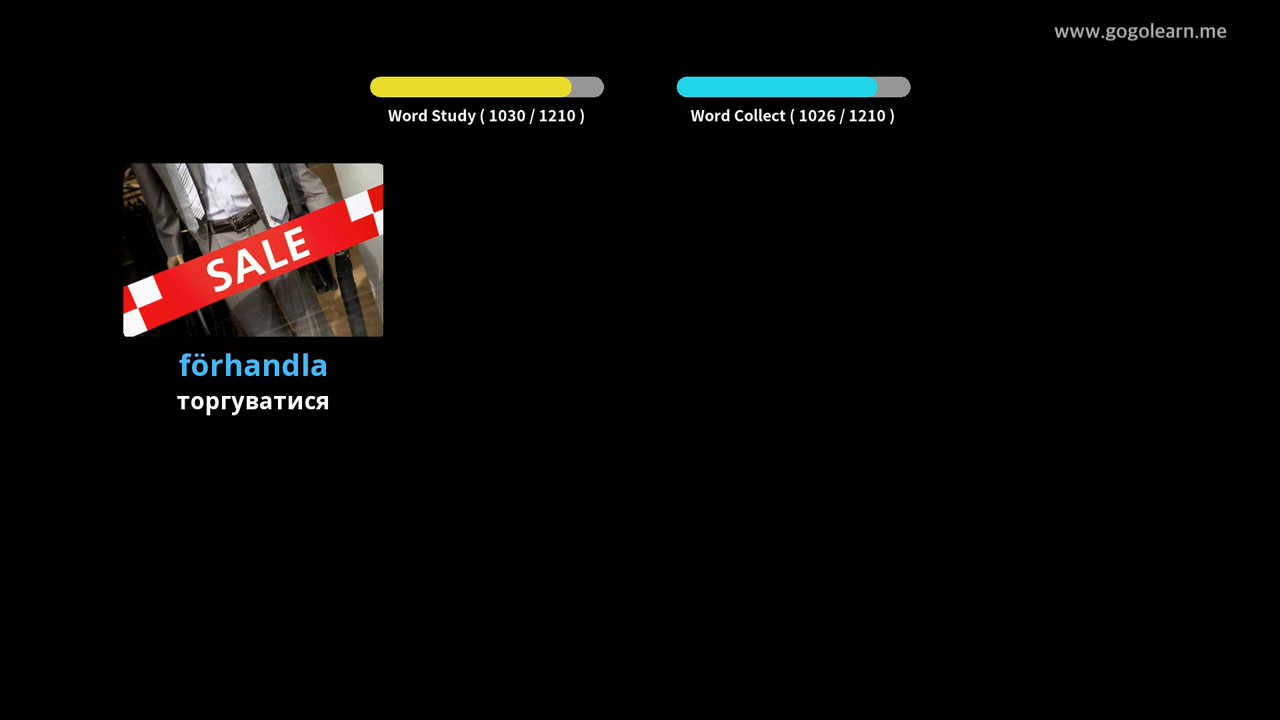 www.gogolearn.me
Word Study ( 1030 / 1210 )
Word Collect ( 1026 / 1210 )
SALE
förhandla
торгуватися